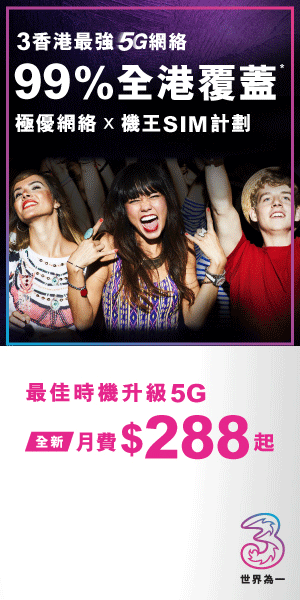 3香港最強5G網絡
99%全港覆蓋*
極優網絡 x 機王SIM計劃
最佳時機升級5G
全新 月費$288起
3
世界為一